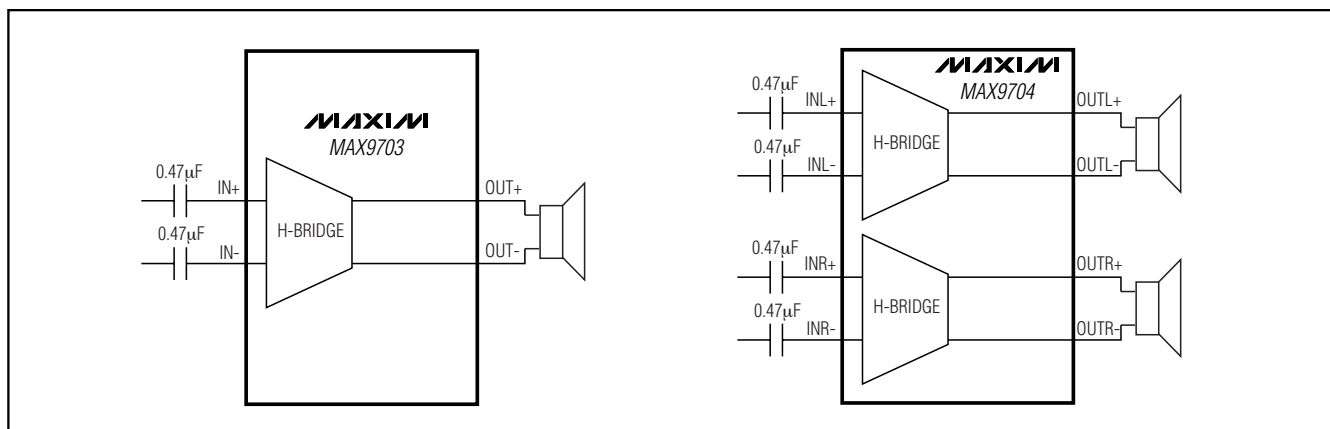 MAXIM
MAX9703
0.47µF
IN+
0.47µF
IN-
H-BRIDGE
OUT+
OUT-
MAXIM
MAX9704
0.47µF
INL+
0.47µF
INL-
H-BRIDGE
OUTL+
OUTL-
0.47µF
INR+
0.47µF
INR-
H-BRIDGE
OUTR+
OUTR-